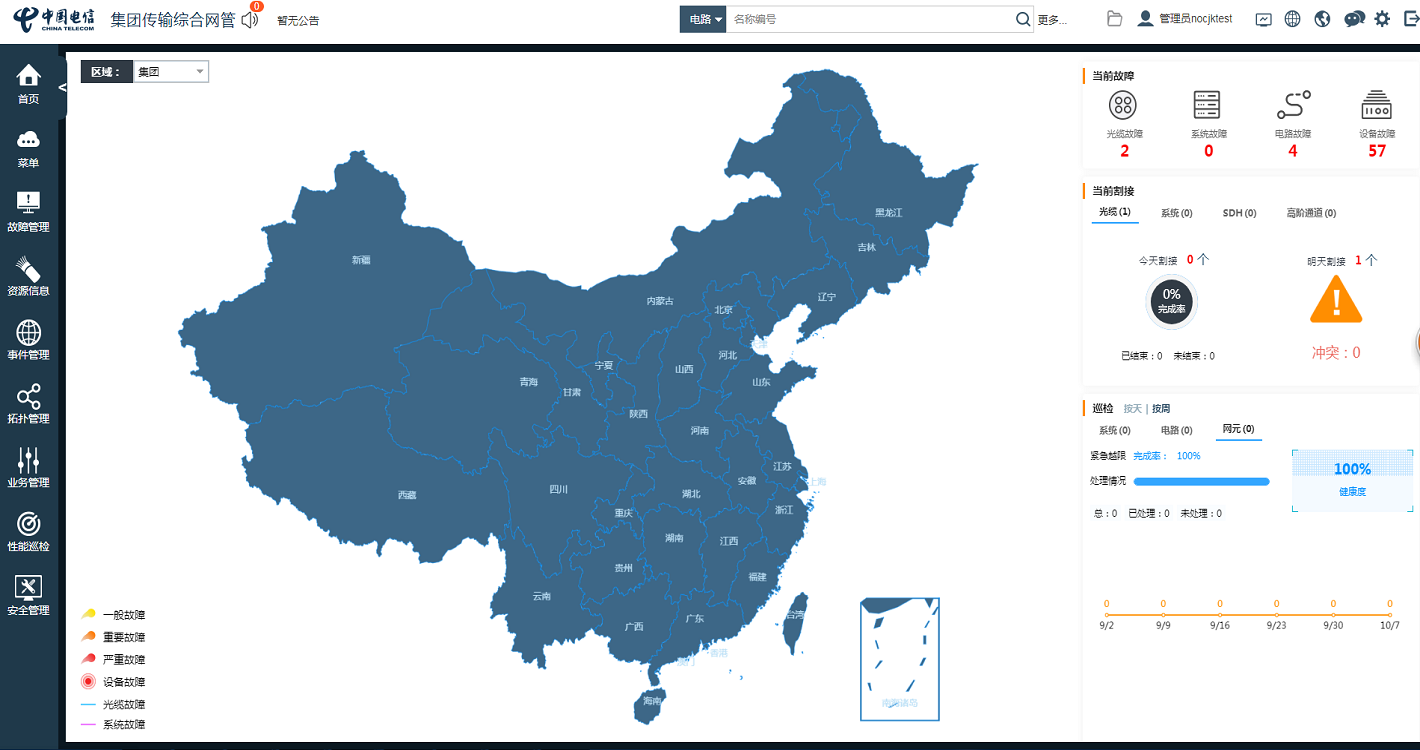 中国电信
CHINA TELECOM
集团传输综合网管
0
暂无公告
电路
名称编号
更多...
管理员nocjktest
首页
菜单
故障管理
资源信息
事件管理
拓扑管理
业务管理
性能巡检
安全管理
<
区域：
集团
黑龙江
吉林
辽宁
新疆
内蒙古
北京
天津
河北
宁夏
山西
山东
青海
甘肃
陕西
河南
江苏
安徽
上海
西藏
四川
湖北
重庆
浙江
湖南
江西
贵州
福建
云南
台湾
广东
广西
香港
澳门
海南
南海诸岛
一般故障
重要故障
严重故障
设备故障
光缆故障
系统故障
当前故障
光缆故障 系统故障 电路故障 设备故障
2 0 4 57
当前割接
光缆 (1) 系统 (0) SDH (0) 高阶通道 (0)
今天割接 0 个
0%
完成率
已结束：0 未结束：0
明天割接 1 个
冲突：0
巡检 按天 | 按周
系统 (0) 电路 (0) 网元 (0)
紧急越限 完成率： 100%
处理情况
总：0 已处理：0 未处理：0
100%
健康度
0 0 0 0 0 0
9/2 9/9 9/16 9/23 9/30 10/7